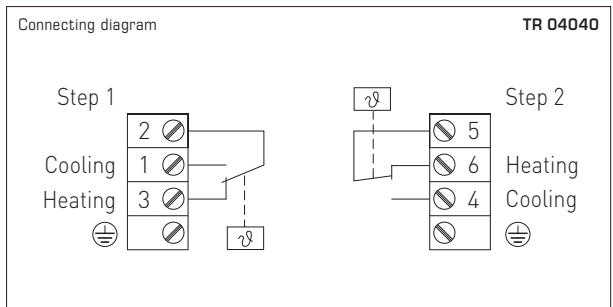 Connecting diagram TR 04040
Step 1
2
Cooling 1
Heating 3
ϑ
ϑ
Step 2
5
6 Heating
4 Cooling